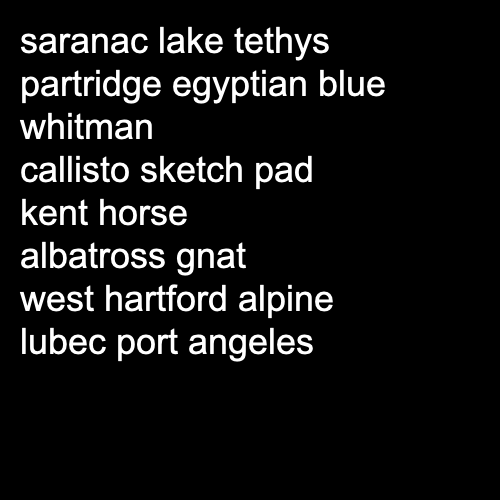 saranac lake tethys
partridge egyptian blue
whitman
callisto sketch pad
kent horse
albatross gnat
west hartford alpine
lubec port angeles